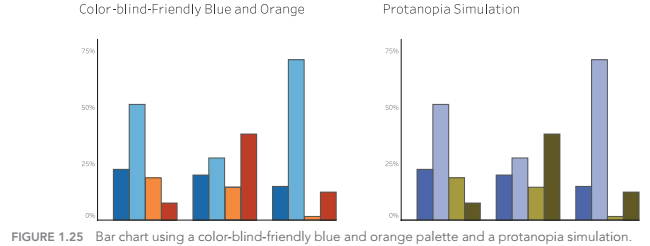 Color-blind-Friendly Blue and Orange
Protanopia Simulation
75%
50%
25%
0%
75%
50%
25%
0%
FIGURE 1.25 Bar chart using a color-blind-friendly blue and orange palette and a protanopia simulation.